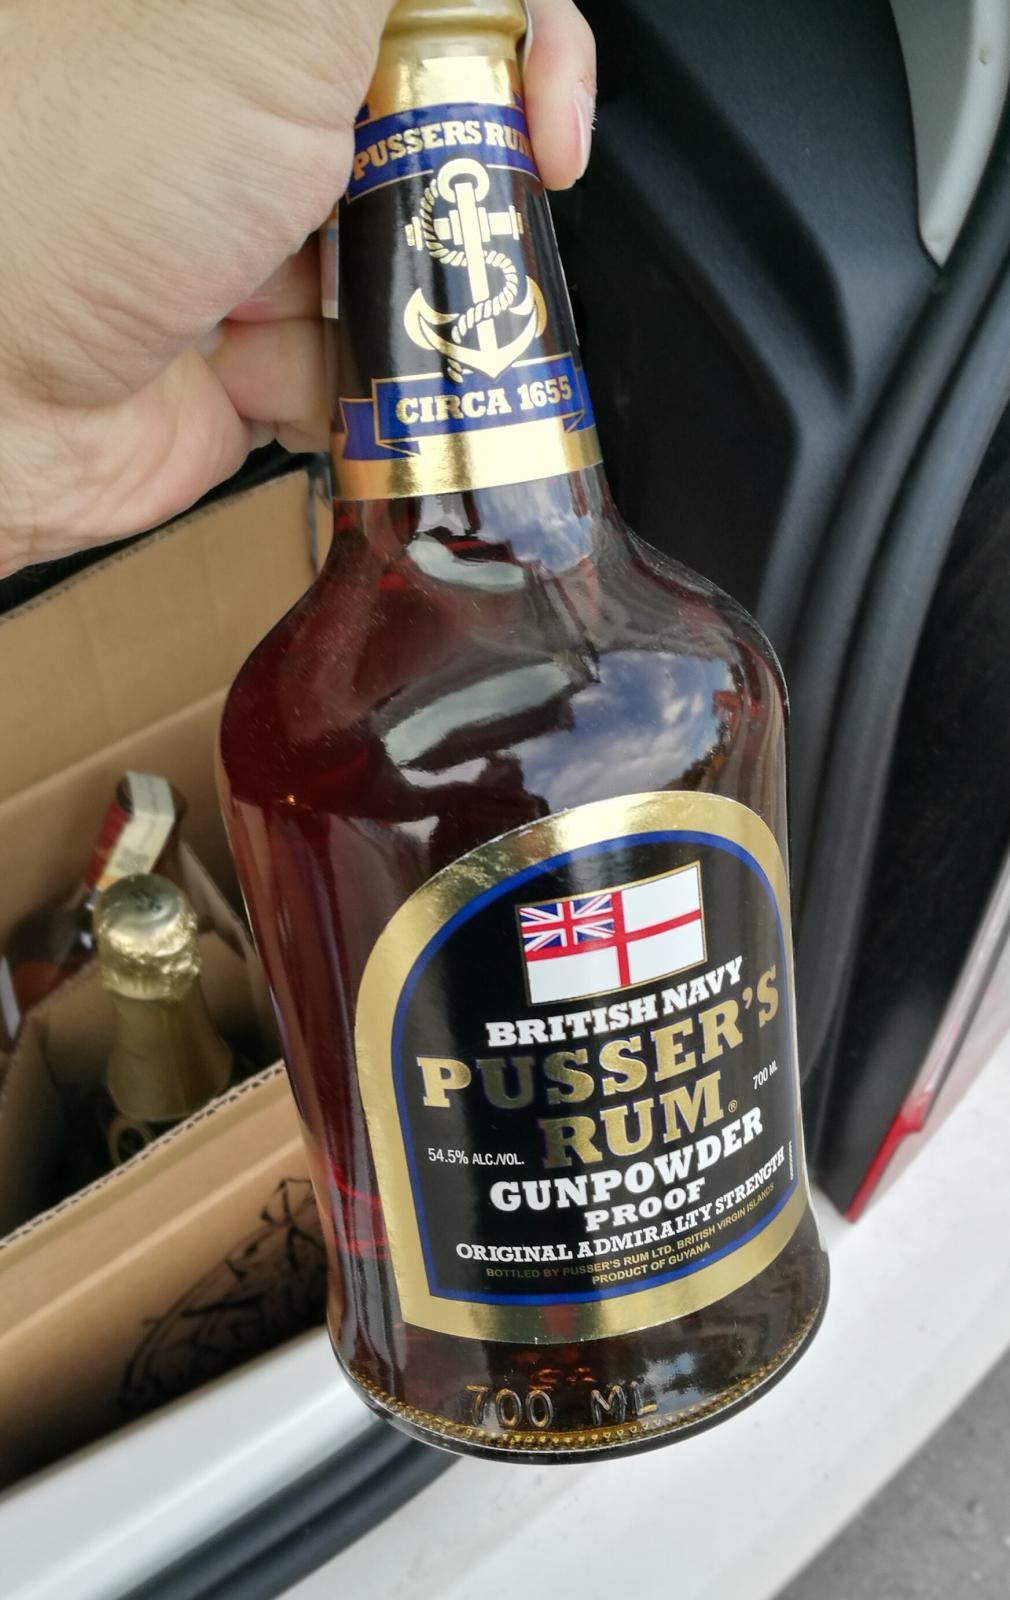 PUSSERS RUM
CIRCA 1655
BRITISH NAVY
PUSSER'S
RUM®
700 ML
54.5% ALC./VOL.
GUNPOWDER
PROOF
ORIGINAL ADMIRALTY STRENGTH
BOTTLED BY PUSSER'S RUM LTD, BRITISH VIRGIN ISLANDS
PRODUCT OF GUYANA
700 ML